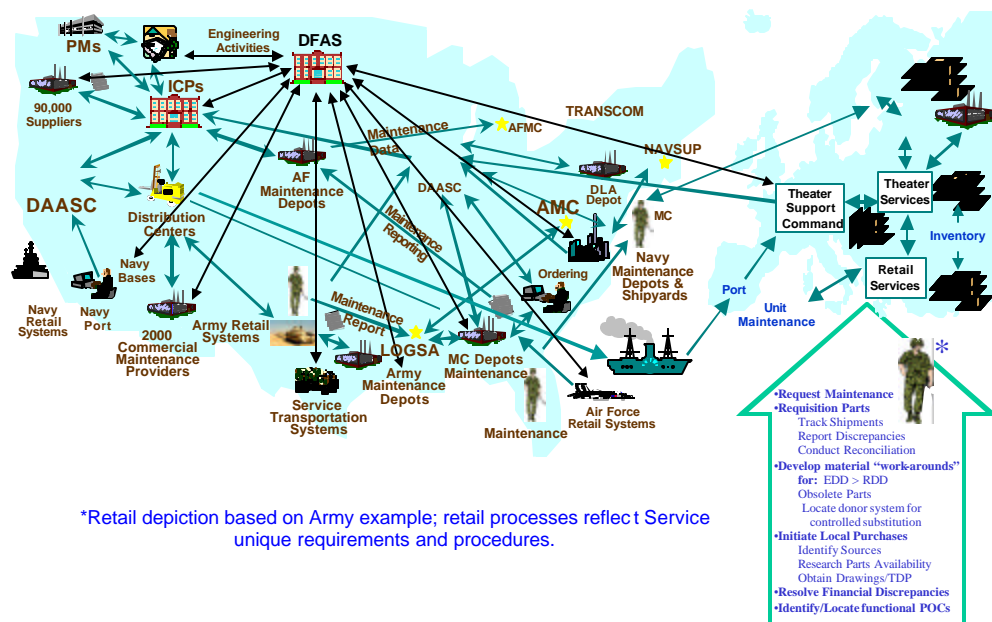 Engineering
Activities
DFAS
PMs
ICPs
90,000
Suppliers
TRANSCOM
AFMC
Maintenance
Data
NAVSUP
AF
Maintenance
Depots
DAASC
DLA
Depot
DAASC
Distribution
Centers
Maintenance
Reporting
AMC
MC
Theater
Support
Command
Theater
Services
Inventory
Retail
Services
Navy
Bases
Navy
Retail
Systems
Navy
Port
2000
Commercial
Maintenance
Providers
Army Retail
Systems
Maintenance
Report
LOGSA
Army
Maintenance
Depots
MC Depots
Maintenance
Ordering
Navy
Maintenance
Depots &
Shipyards
Port
Unit
Maintenance
Service
Transportation
Systems
Maintenance
Air Force
Retail Systems
*
•Request Maintenance
•Requisition Parts
Track Shipments
Report Discrepancies
Conduct Reconciliation
•Develop material “work-arounds”
for: EDD > RDD
Obsolete Parts
Locate donor system for
controlled substitution
•Initiate Local Purchases
Identify Sources
Research Parts Availability
Obtain Drawings/TDP
•Resolve Financial Discrepancies
•Identify/Locate functional POCs
*Retail depiction based on Army example; retail processes reflect Service
unique requirements and procedures.